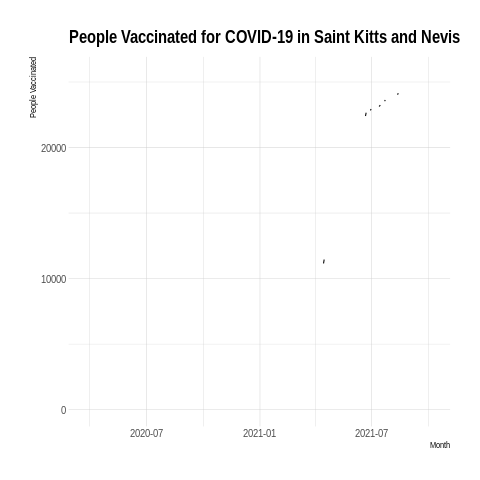 People Vaccinated for COVID-19 in Saint Kitts and Nevis
People Vaccinated
20000
10000
0
2020-07
2021-01
2021-07
Month